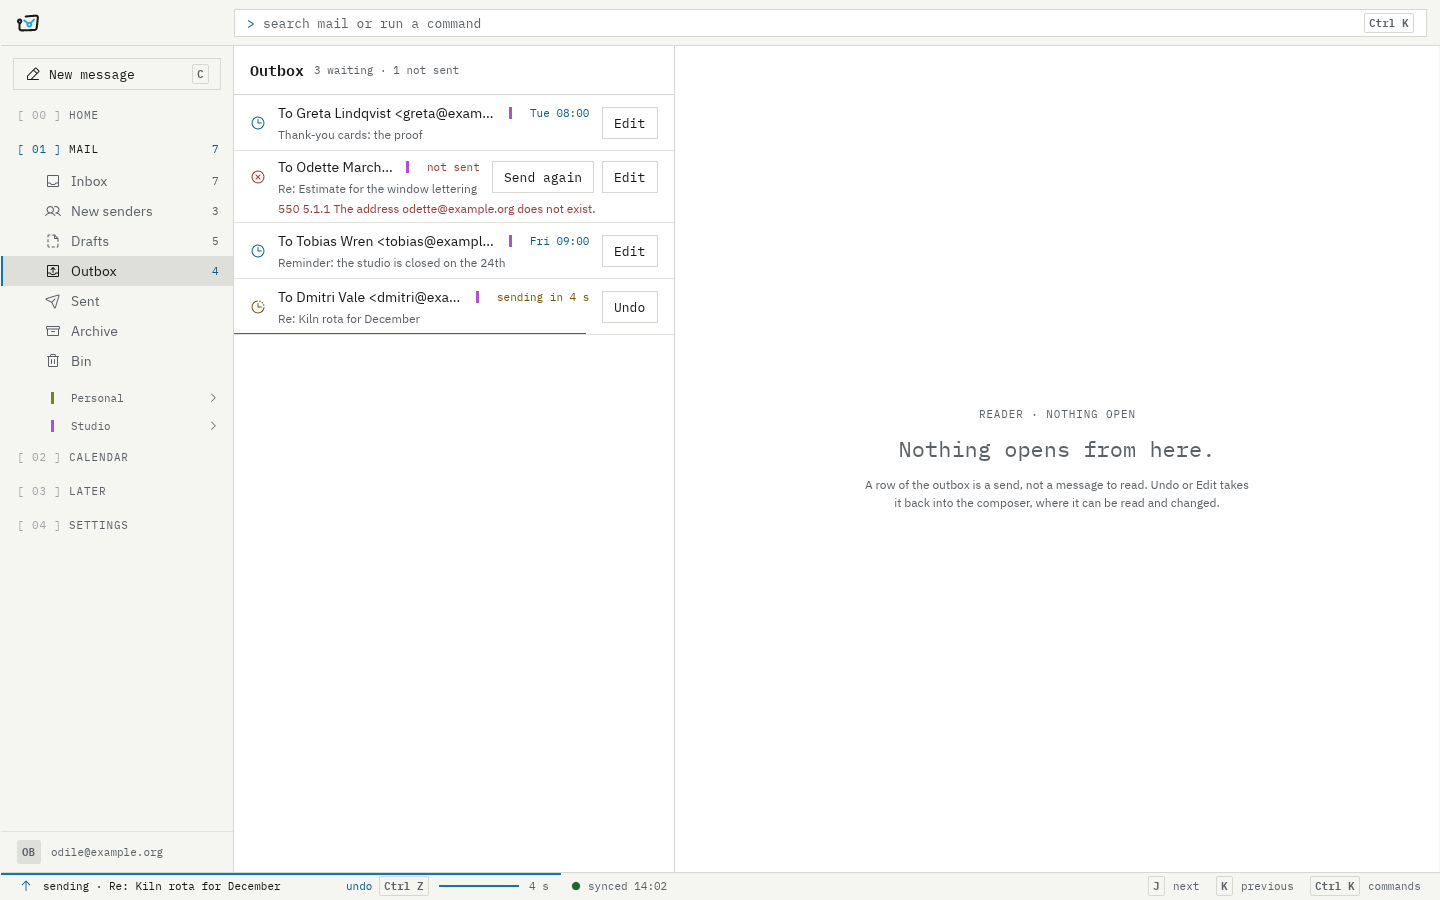 > search mail or run a command Ctrl K
New message C
[ 00 ] HOME
[ 01 ] MAIL 7
Inbox 7
New senders 3
Drafts 5
Outbox 4
Sent
Archive
Bin
Personal
Studio
[ 02 ] CALENDAR
[ 03 ] LATER
[ 04 ] SETTINGS
OB odile@example.org
Outbox 3 waiting · 1 not sent
To Greta Lindqvist <greta@exam... Tue 08:00 Edit
Thank-you cards: the proof
To Odette March... not sent Send again Edit
Re: Estimate for the window lettering
550 5.1.1 The address odette@example.org does not exist.
To Tobias Wren <tobias@exampl... Fri 09:00 Edit
Reminder: the studio is closed on the 24th
To Dmitri Vale <dmitri@exa... sending in 4 s Undo
Re: Kiln rota for December
READER · NOTHING OPEN
Nothing opens from here.
A row of the outbox is a send, not a message to read. Undo or Edit takes
it back into the composer, where it can be read and changed.
sending · Re: Kiln rota for December undo Ctrl Z 4 s synced 14:02 J next K previous Ctrl K commands